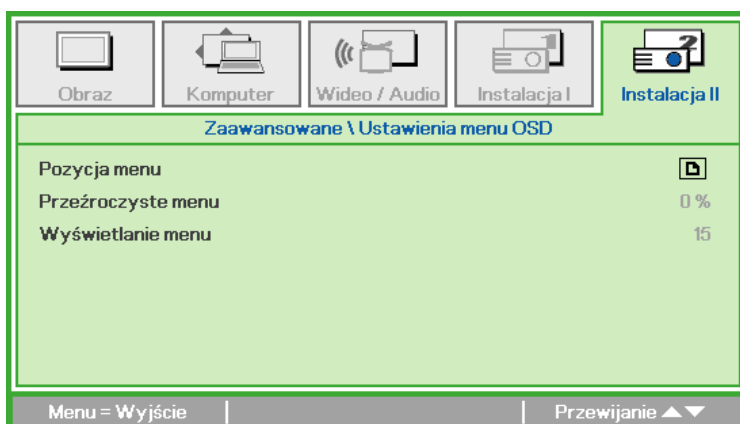 Obraz
Komputer
Wideo / Audio
Instalacja I
Instalacja II
Zaawansowane \ Ustawienia menu OSD
Pozycja menu
Przeźroczyste menu 0 %
Wyświetlanie menu 15
Menu = Wyjście Przewijanie ▲▼